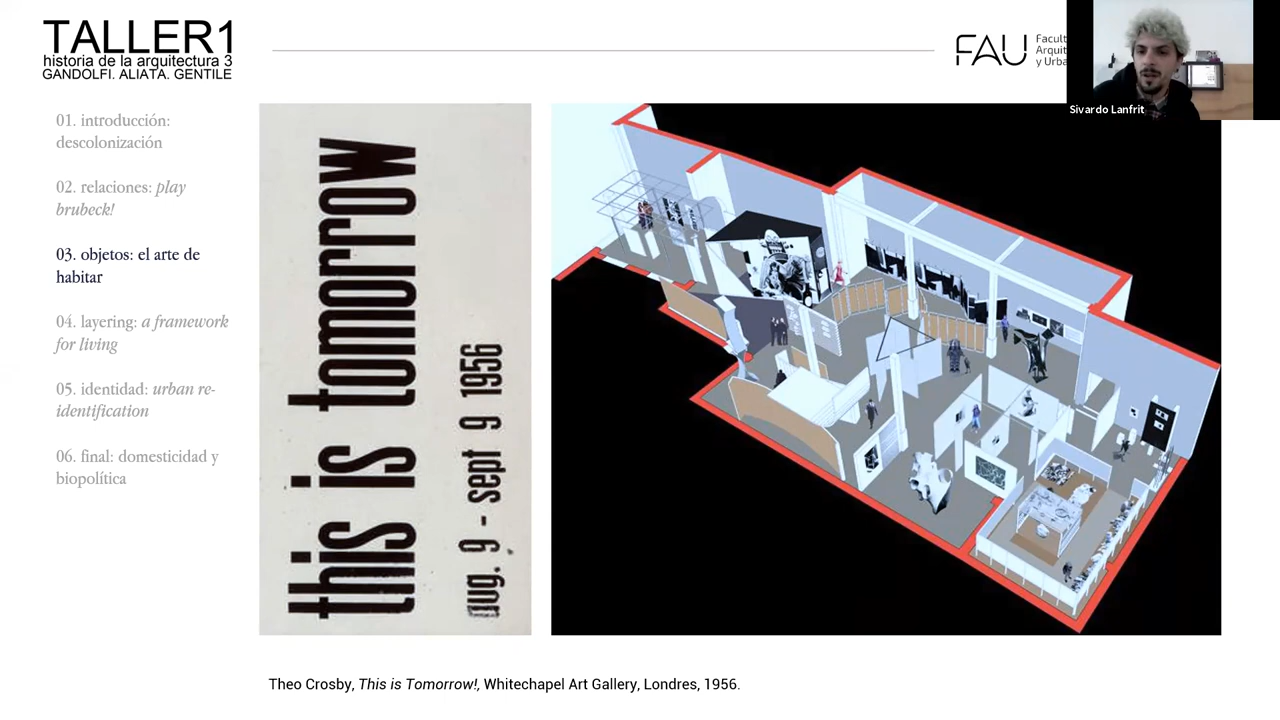 TALLER1
historia de la arquitectura 3
GANDOLFI. ALIATA. GENTILE
FAU
Sivardo Lanfrit
01. introducción:
descolonización
02. relaciones: play
brubeck!
03. objetos: el arte de
habitar
04. layering: a framework
for living
05. identidad: urban re-
identification
06. final: domesticidad y
biopolítica
this is tomorrow
aug. 9 - sept 9 1956
Theo Crosby, This is Tomorrow!, Whitechapel Art Gallery, Londres, 1956.